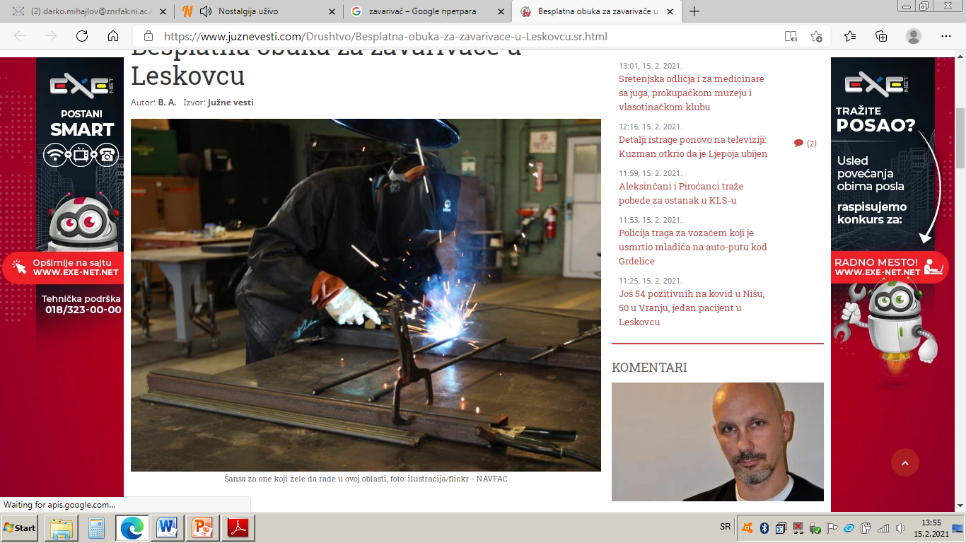 (2) darko.mihajlov@znrfak.ni.ac.
Nostalgija uživo
zavarivač – Google претрага
Besplatna obuka za zavarivače u
https://www.juznevesti.com/Drushtvo/Besplatna-obuka-za-zavarivace-u-Leskovcu.sr.html
Besplatna obuka za zavarivače u
Leskovcu
Autor: B. A. Izvor: Južne vesti
Šansa za one koji žele da rade u ovoj oblasti, foto: ilustracija/flickr - NAVFAC
13:01, 15. 2. 2021.
Sretenjska odličja i za medicinare
sa juga, prokupačkom muzeju i
vlasotinačkom klubu
12:16, 15. 2. 2021.
Detalji istrage ponovo na televiziji:
Kuzman otkrio da je Ljepoja ubijen
(2)
11:59, 15. 2. 2021.
Aleksinčani i Piroćanci traže
pobede za ostanak u KLS-u
11:53, 15. 2. 2021.
Policija traga za vozačem koji je
usmrtio mladića na auto-putu kod
Grdelice
11:25, 15. 2. 2021.
Još 54 pozitivnih na kovid u Nišu,
50 u Vranju, jedan pacijent u
Leskovcu
KOMENTARI
EXE
NET
POSTANI
SMART
Opširnije na sajtu
WWW.EXE-NET.NET
Tehnička podrška
018/323-00-00
EXE
NET
TRAŽITE
POSAO?
Usled
povećanja
obima posla
raspisujemo
konkurs za:
RADNO MESTO!
WWW.EXE-NET.NET
Waiting for apis.google.com...
Start
SR
13:55
15.2.2021